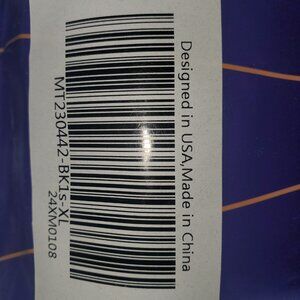 Designed in USA,Made in China
MT230442-BK1s-XL
24XM0108